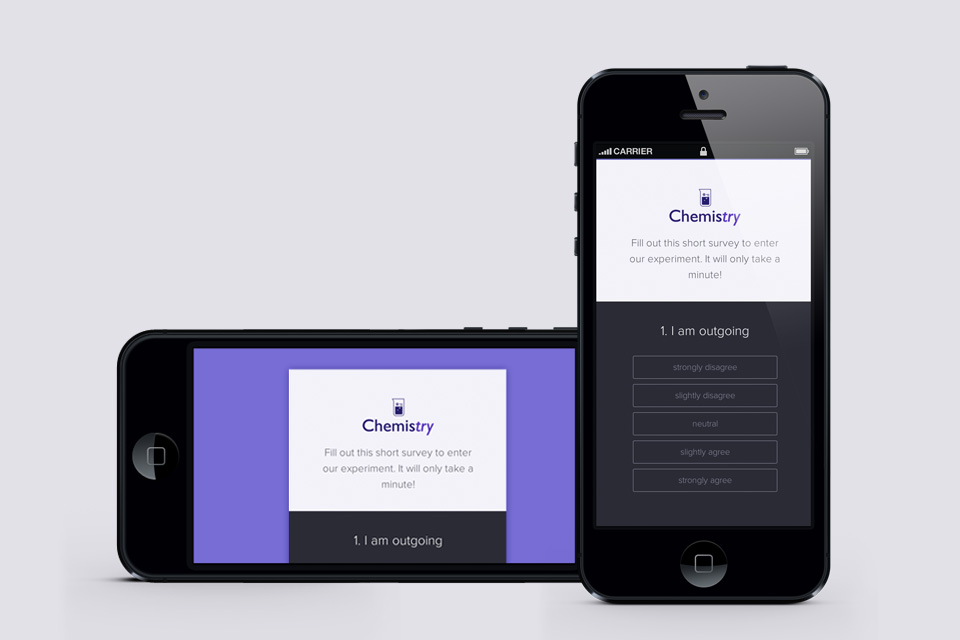 CARRIER
Chemistry
Fill out this short survey to enter
our experiment. It will only take a
minute!
1. I am outgoing
strongly disagree
slightly disagree
neutral
slightly agree
strongly agree
Chemistry
Fill out this short survey to enter
our experiment. It will only take a
minute!
1. I am outgoing